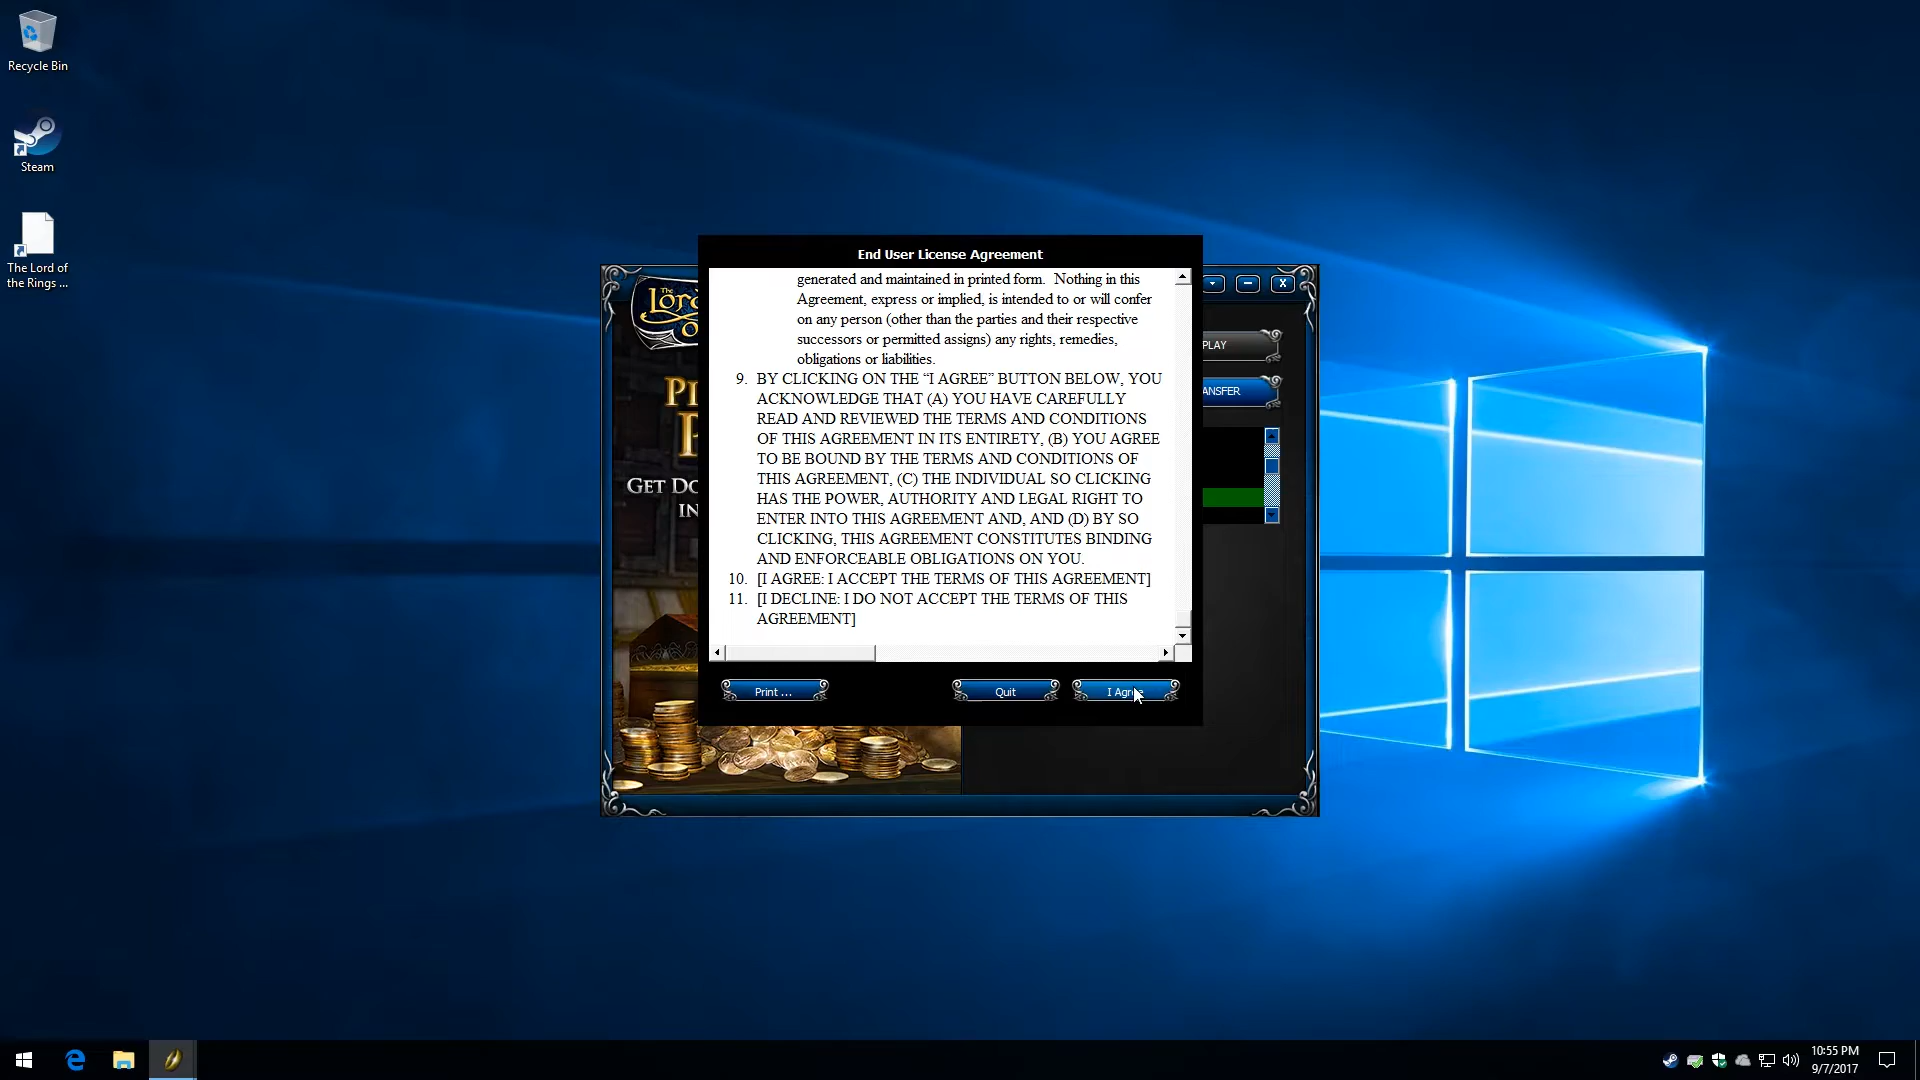 Recycle Bin
Steam
The Lord of
the Rings ...
End User License Agreement
generated and maintained in printed form.  Nothing in this
Agreement, express or implied, is intended to or will confer
on any person (other than the parties and their respective
successors or permitted assigns) any rights, remedies,
obligations or liabilities.
9. BY CLICKING ON THE “I AGREE” BUTTON BELOW, YOU
ACKNOWLEDGE THAT (A) YOU HAVE CAREFULLY
READ AND REVIEWED THE TERMS AND CONDITIONS
OF THIS AGREEMENT IN ITS ENTIRETY, (B) YOU AGREE
TO BE BOUND BY THE TERMS AND CONDITIONS OF
THIS AGREEMENT, (C) THE INDIVIDUAL SO CLICKING
HAS THE POWER, AUTHORITY AND LEGAL RIGHT TO
ENTER INTO THIS AGREEMENT AND, AND (D) BY SO
CLICKING, THIS AGREEMENT CONSTITUTES BINDING
AND ENFORCEABLE OBLIGATIONS ON YOU.
10. [I AGREE: I ACCEPT THE TERMS OF THIS AGREEMENT]
11. [I DECLINE: I DO NOT ACCEPT THE TERMS OF THIS
AGREEMENT]
Print ...
Quit
I Agree
The
Lord
PLAY
GET
IN
10:55 PM
9/7/2017